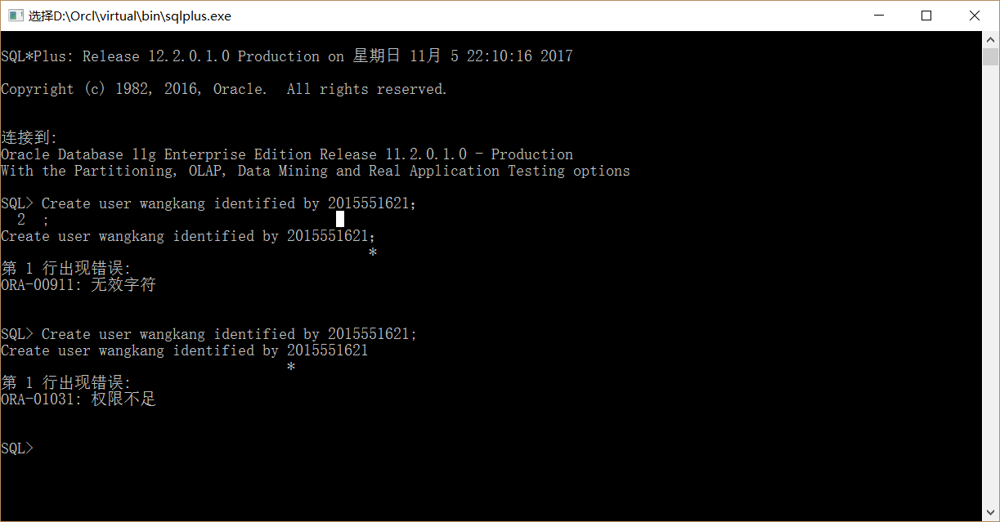 选择D:\Orcl\virtual\bin\sqlplus.exe
SQL*Plus: Release 12.2.0.1.0 Production on 星期日 11月 5 22:10:16 2017
Copyright (c) 1982, 2016, Oracle.  All rights reserved.
连接到:
Oracle Database 11g Enterprise Edition Release 11.2.0.1.0 - Production
With the Partitioning, OLAP, Data Mining and Real Application Testing options
SQL> Create user wangkang identified by 2015551621；
  2  ;
Create user wangkang identified by 2015551621；
                                             *
第 1 行出现错误:
ORA-00911: 无效字符
SQL> Create user wangkang identified by 2015551621;
Create user wangkang identified by 2015551621
                                   *
第 1 行出现错误:
ORA-01031: 权限不足
SQL>